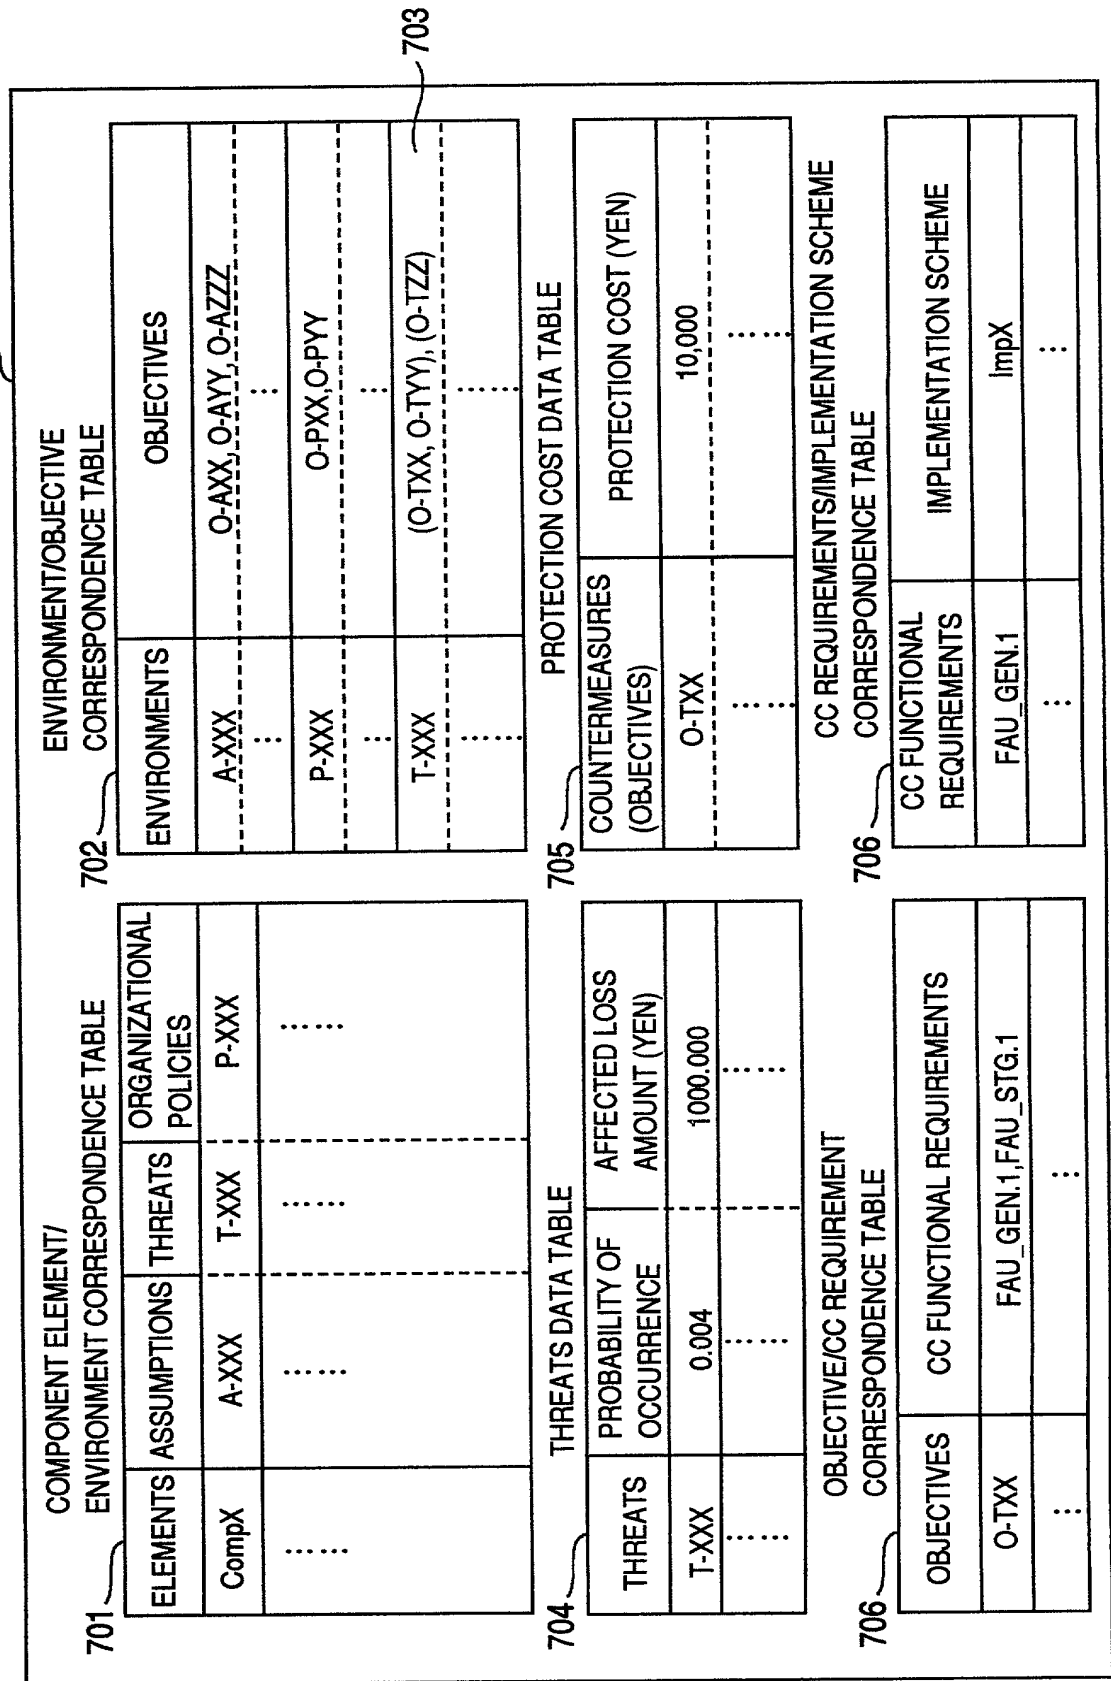 COMPONENT ELEMENT/
ENVIRONMENT CORRESPONDENCE TABLE
701
ELEMENTS ASSUMPTIONS THREATS ORGANIZATIONAL
POLICIES
CompX A-XXX T-XXX P-XXX
...... ...... ...... ......
ENVIRONMENT/OBJECTIVE
CORRESPONDENCE TABLE
702
ENVIRONMENTS OBJECTIVES
A-XXX O-AXX, O-AYY, O-AZZZ
... ...
P-XXX O-PXX,O-PYY
... ...
T-XXX (O-TXX, O-TYY), (O-TZZ)
...... ......
703
THREATS DATA TABLE
704
THREATS PROBABILITY OF
OCCURRENCE AFFECTED LOSS
AMOUNT (YEN)
T-XXX 0.004 1000.000
...... ...... ......
PROTECTION COST DATA TABLE
705
COUNTERMEASURES
(OBJECTIVES) PROTECTION COST (YEN)
O-TXX 10,000
...... ......
OBJECTIVE/CC REQUIREMENT
CORRESPONDENCE TABLE
706
OBJECTIVES CC FUNCTIONAL REQUIREMENTS
O-TXX FAU_GEN.1,FAU_STG.1
... ...
CC REQUIREMENTS/IMPLEMENTATION SCHEME
CORRESPONDENCE TABLE
706
CC FUNCTIONAL
REQUIREMENTS IMPLEMENTATION SCHEME
FAU_GEN.1 ImpX
... ...